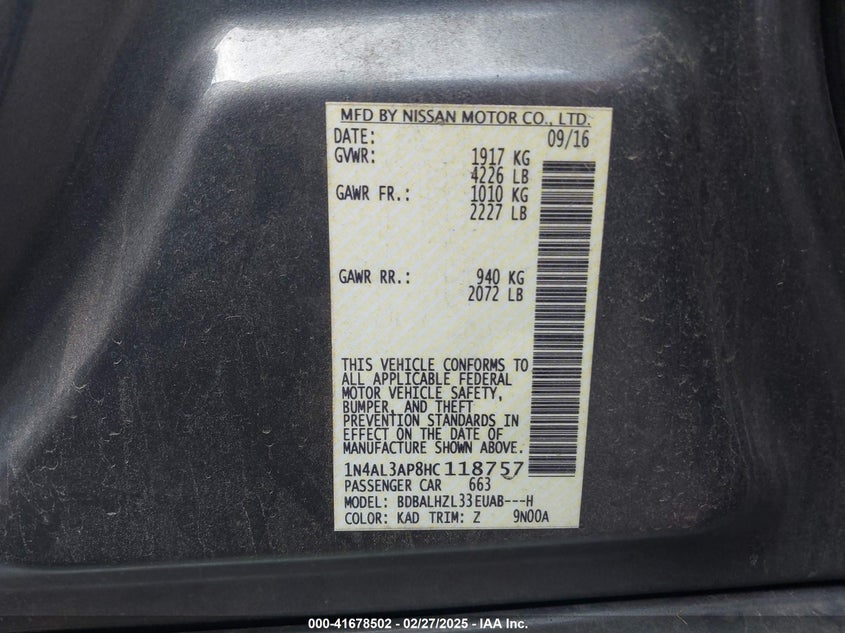 MFD BY NISSAN MOTOR CO., LTD.
DATE: 09/16
GVWR: 1917 KG
4226 LB
GAWR FR.: 1010 KG
2227 LB
GAWR RR.: 940 KG
2072 LB
THIS VEHICLE CONFORMS TO
ALL APPLICABLE FEDERAL
MOTOR VEHICLE SAFETY,
BUMPER, AND THEFT
PREVENTION STANDARDS IN
EFFECT ON THE DATE OF
MANUFACTURE SHOWN ABOVE.
1N4AL3AP8HC118757
PASSENGER CAR 663
MODEL: BDBALHZL33EUAB---H
COLOR: KAD TRIM: Z 9N00A
000-41678502 - 02/27/2025 - IAA Inc.